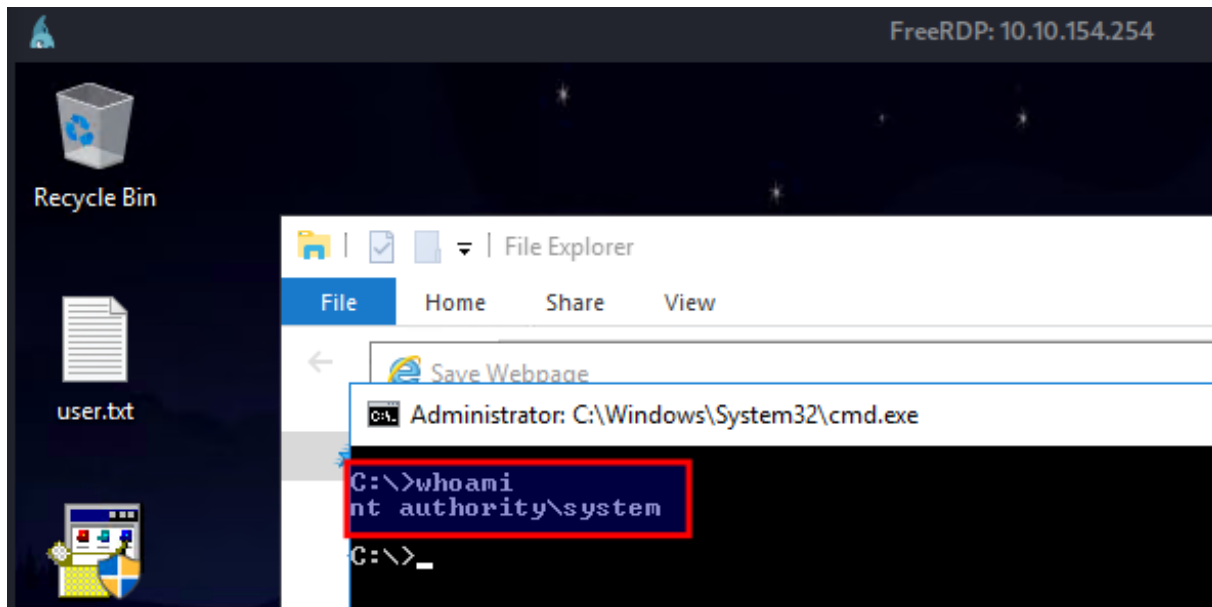 FreeRDP: 10.10.154.254
Recycle Bin
File Explorer
File Home Share View
Save Webpage
user.txt
Administrator: C:\Windows\System32\cmd.exe
C:\>whoami
nt authority\system
C:\>_